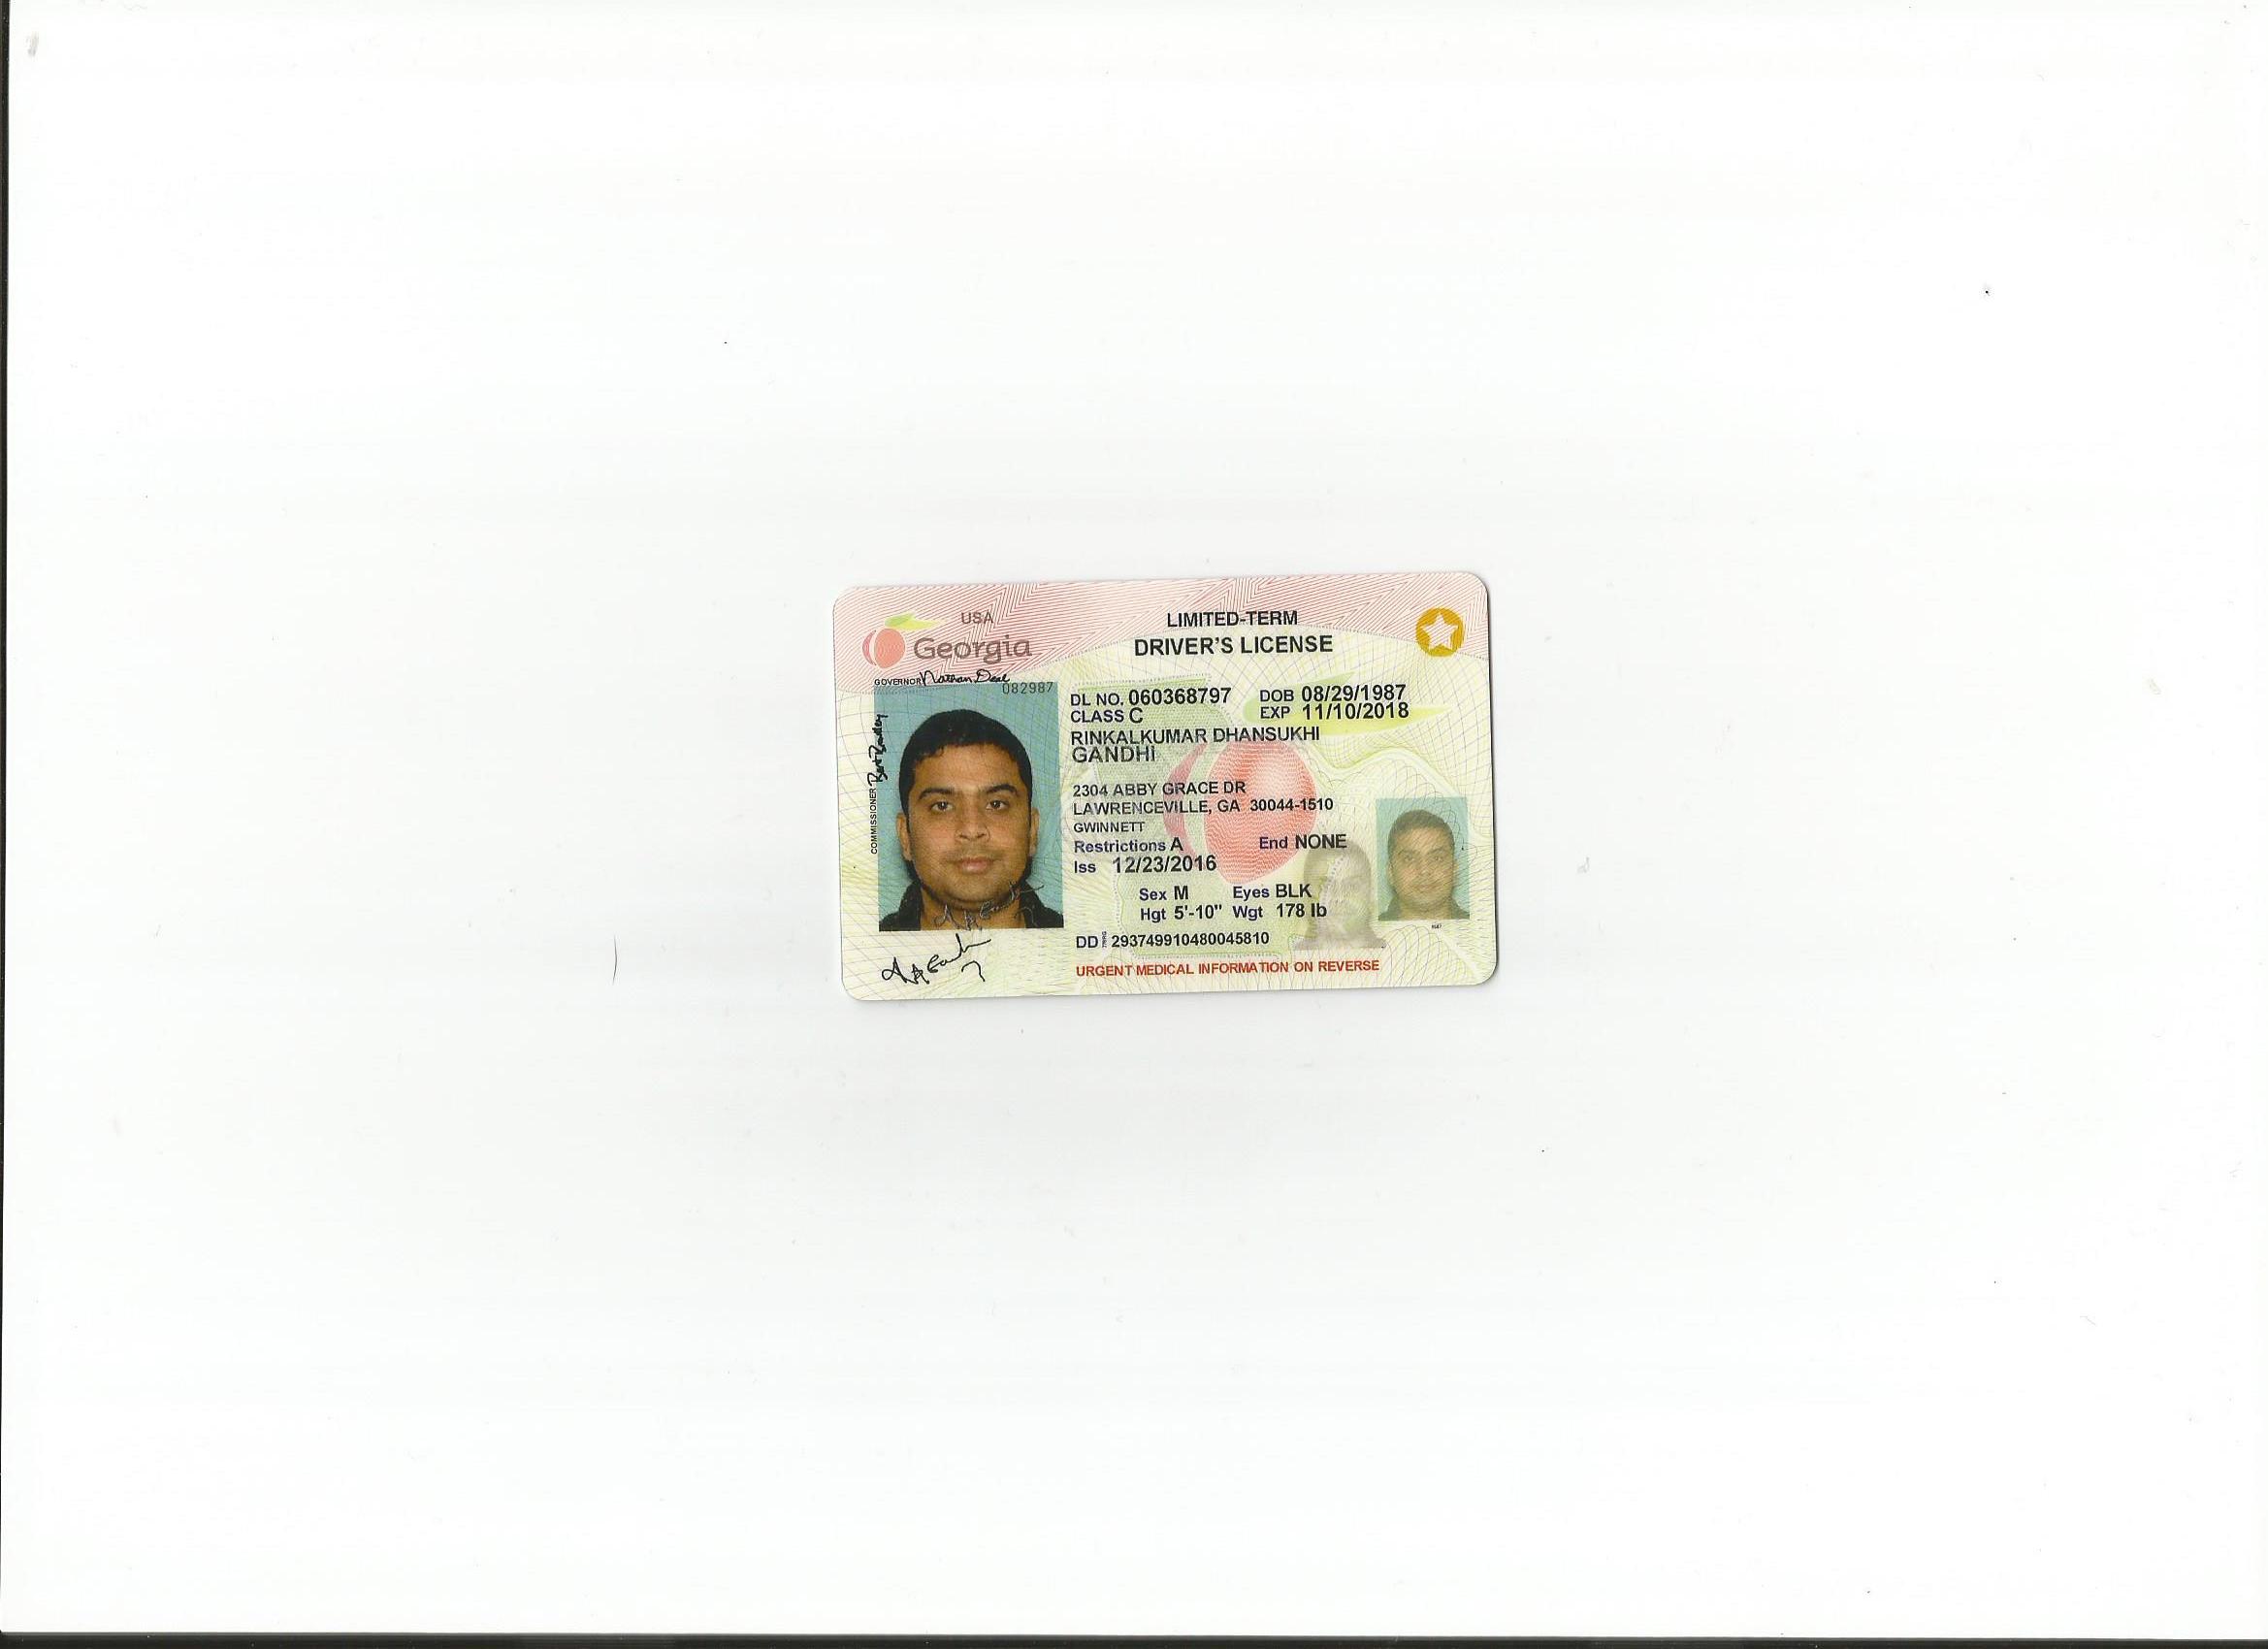 USA
Georgia
LIMITED-TERM
DRIVER'S LICENSE
GOVERNOR Nathan Deal
082987
COMMISSIONER
DL NO. 060368797 DOB 08/29/1987
CLASS C EXP 11/10/2018
RINKALKUMAR DHANSUKHI
GANDHI
2304 ABBY GRACE DR
LAWRENCEVILLE, GA 30044-1510
GWINNETT
Restrictions A End NONE
Iss 12/23/2016
Sex M Eyes BLK
Hgt 5'-10" Wgt 178 lb
DD 293749910480045810
URGENT MEDICAL INFORMATION ON REVERSE